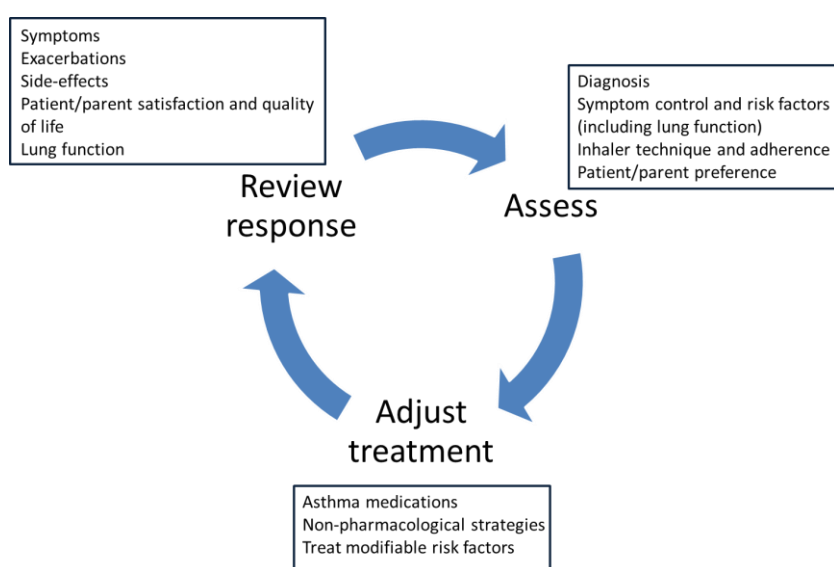 Symptoms
Exacerbations
Side-effects
Patient/parent satisfaction and quality
of life
Lung function
Review
response
Diagnosis
Symptom control and risk factors
(including lung function)
Inhaler technique and adherence
Patient/parent preference
Assess
Adjust
treatment
Asthma medications
Non-pharmacological strategies
Treat modifiable risk factors